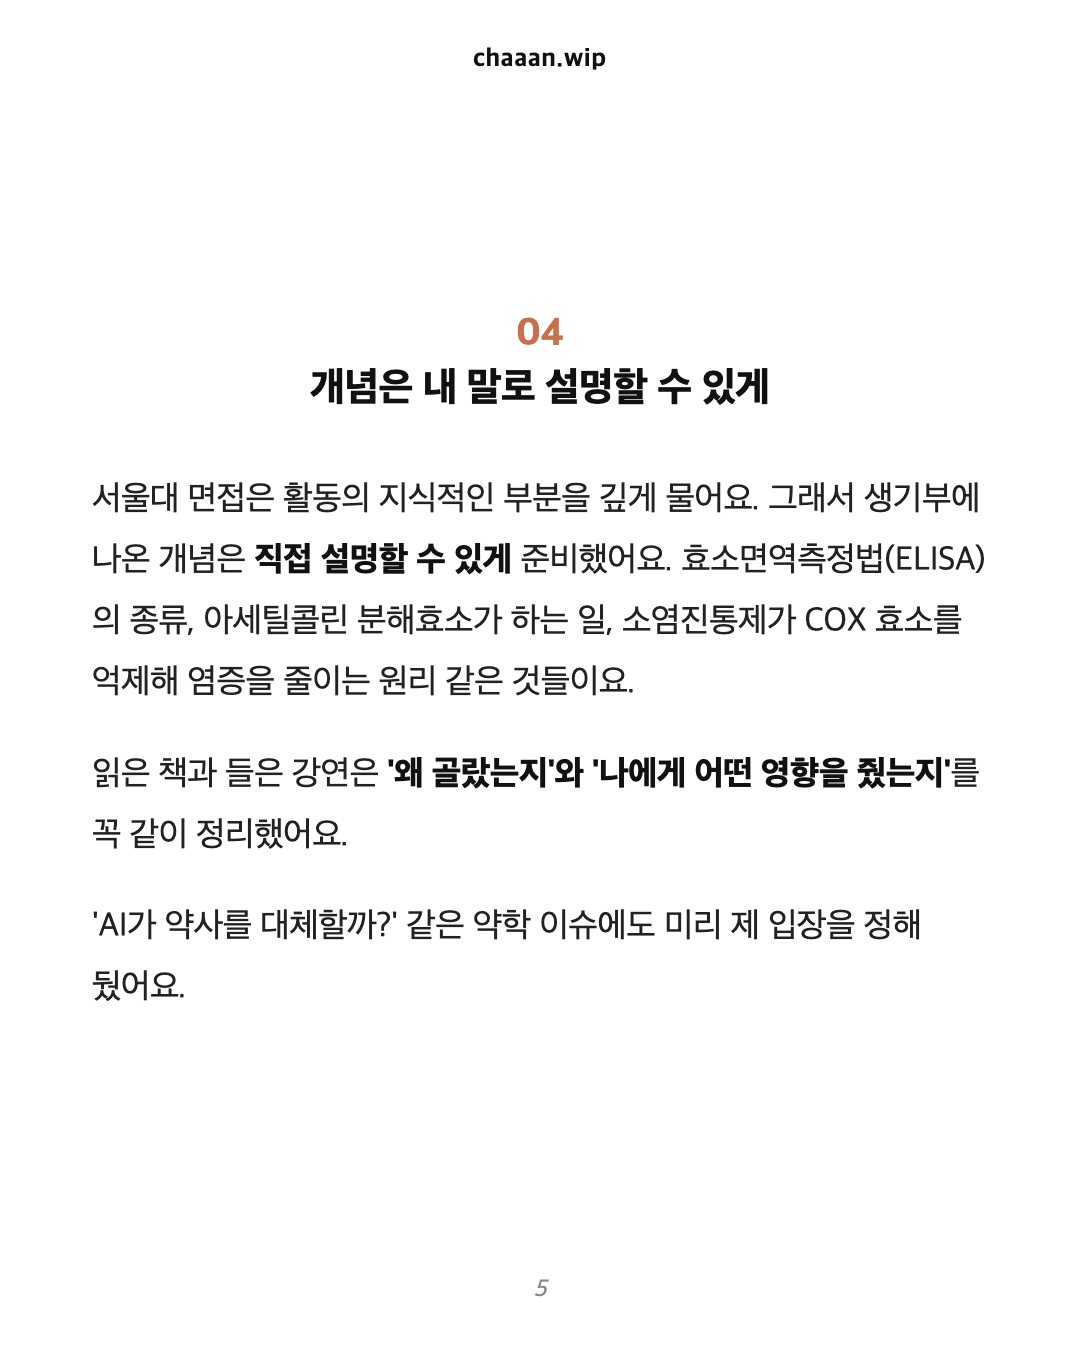 chaaan.wip
04
개념은 내 말로 설명할 수 있게
서울대 면접은 활동의 지식적인 부분을 깊게 물어요. 그래서 생기부에
나온 개념은 직접 설명할 수 있게 준비했어요. 효소면역측정법(ELISA)
의 종류, 아세틸콜린 분해효소가 하는 일, 소염진통제가 COX 효소를
억제해 염증을 줄이는 원리 같은 것들이요.
읽은 책과 들은 강연은 '왜 골랐는지'와 '나에게 어떤 영향을 줬는지'를
꼭 같이 정리했어요.
'AI가 약사를 대체할까?' 같은 약학 이슈에도 미리 제 입장을 정해
뒀어요.
5